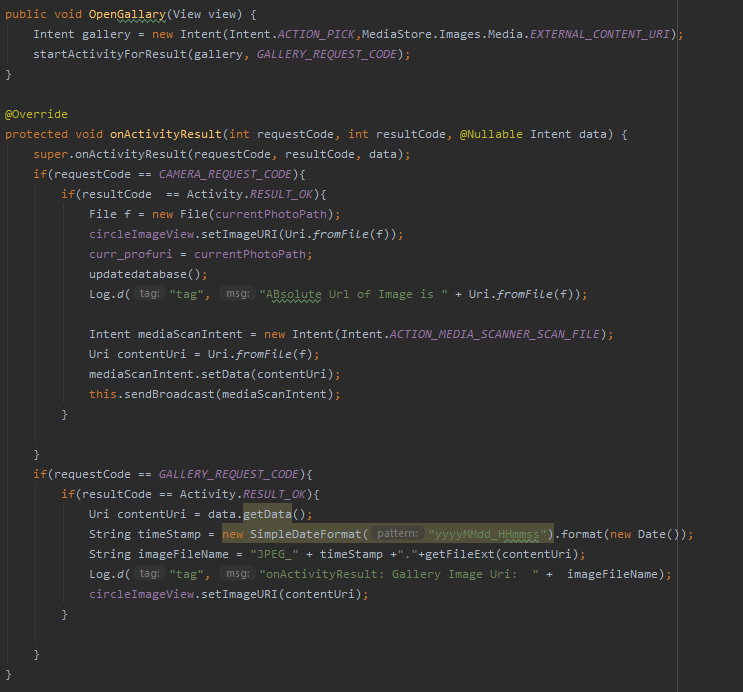 public void OpenGallary(View view) {
    Intent gallery = new Intent(Intent.ACTION_PICK,MediaStore.Images.Media.EXTERNAL_CONTENT_URI);
    startActivityForResult(gallery, GALLERY_REQUEST_CODE);
}
@Override
protected void onActivityResult(int requestCode, int resultCode, @Nullable Intent data) {
    super.onActivityResult(requestCode, resultCode, data);
    if(requestCode == CAMERA_REQUEST_CODE){
        if(resultCode  == Activity.RESULT_OK){
            File f = new File(currentPhotoPath);
            circleImageView.setImageURI(Uri.fromFile(f));
            curr_profuri = currentPhotoPath;
            updatedatabase();
            Log.d( tag: "tag",  msg: "ABsolute Url of Image is " + Uri.fromFile(f));
            Intent mediaScanIntent = new Intent(Intent.ACTION_MEDIA_SCANNER_SCAN_FILE);
            Uri contentUri = Uri.fromFile(f);
            mediaScanIntent.setData(contentUri);
            this.sendBroadcast(mediaScanIntent);
        }
    }
    if(requestCode == GALLERY_REQUEST_CODE){
        if(resultCode == Activity.RESULT_OK){
            Uri contentUri = data.getData();
            String timeStamp = new SimpleDateFormat( pattern: "yyyyMMdd_HHmmss").format(new Date());
            String imageFileName = "JPEG_" + timeStamp +"."+getFileExt(contentUri);
            Log.d( tag: "tag",  msg: "onActivityResult: Gallery Image Uri:  " +  imageFileName);
            circleImageView.setImageURI(contentUri);
        }
    }
}